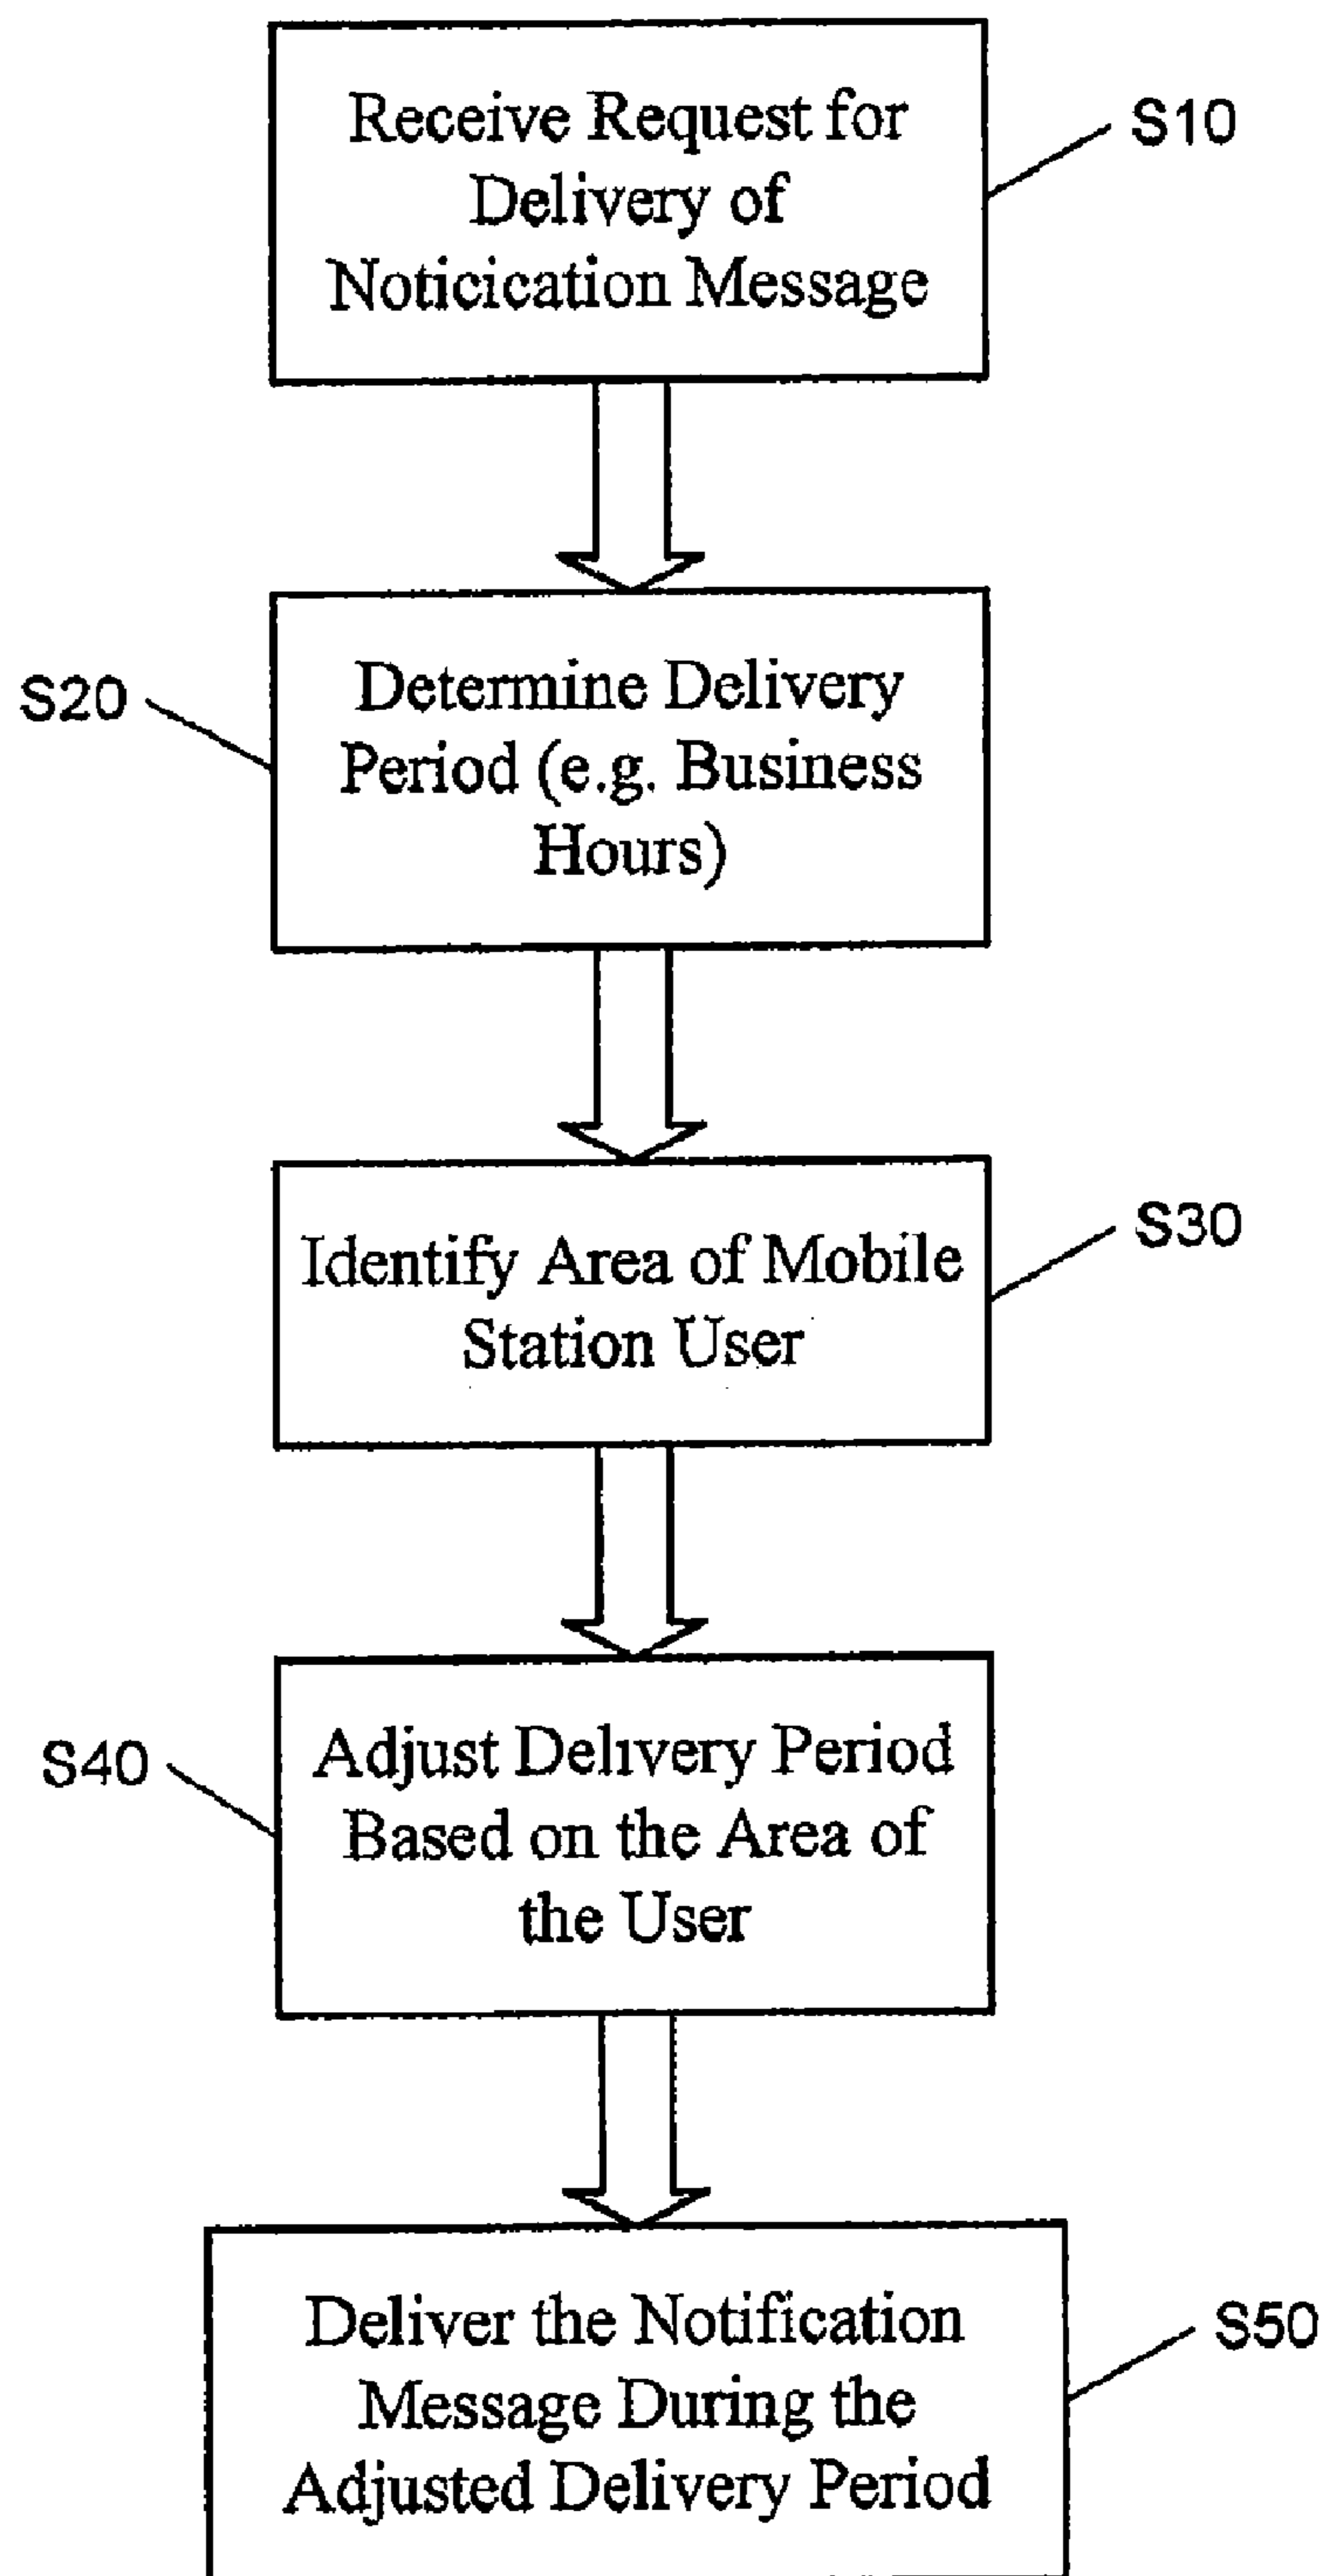 Receive Request for
Delivery of
Noticication Message
S10
S20
Determine Delivery
Period (e.g. Business
Hours)
Identify Area of Mobile
Station User
S30
S40
Adjust Delivery Period
Based on the Area of
the User
Deliver the Notification
Message During the
Adjusted Delivery Period
S50